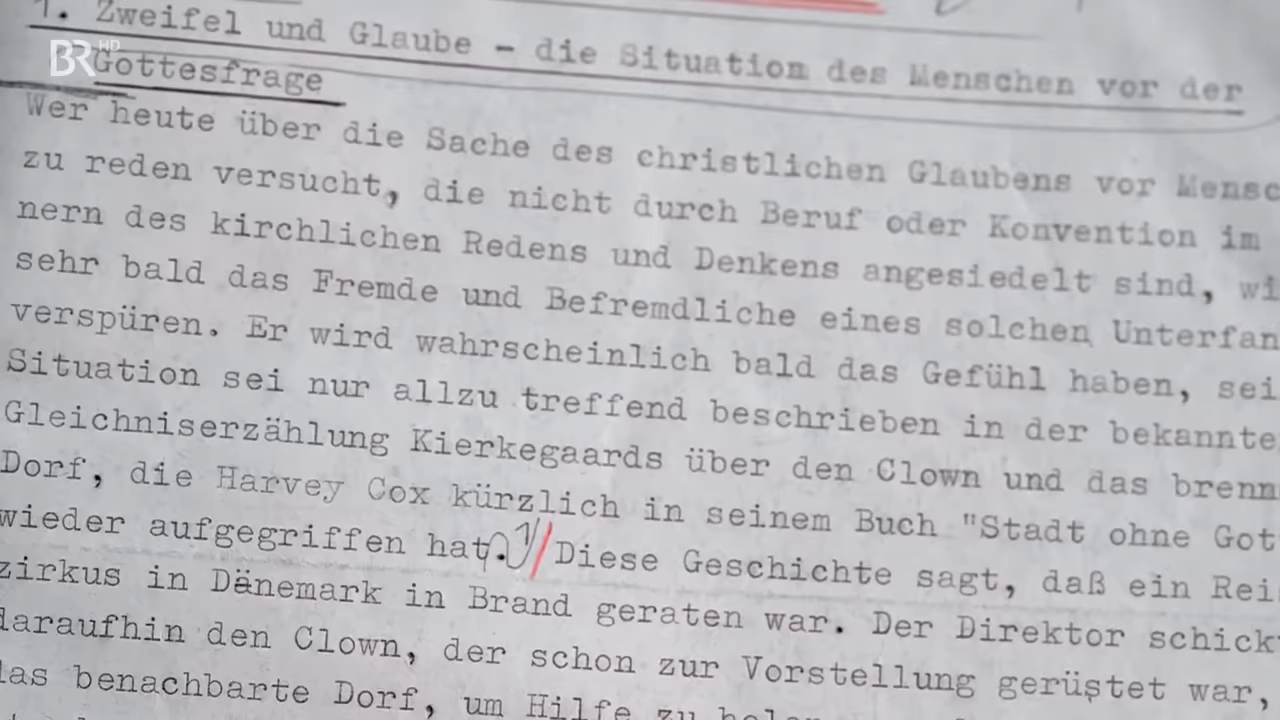 1. Zweifel und Glaube - die Situation des Menschen vor der
BR HD
Gottesfrage
Wer heute über die Sache des christlichen Glaubens vor Mensc
zu reden versucht, die nicht durch Beruf oder Konvention im
nern des kirchlichen Redens und Denkens angesiedelt sind, wi
sehr bald das Fremde und Befremdliche eines solchen Unterfan
verspüren. Er wird wahrscheinlich bald das Gefühl haben, sei
Situation sei nur allzu treffend beschrieben in der bekannte
Gleichniserzählung Kierkegaards über den Clown und das brenn
Dorf, die Harvey Cox kürzlich in seinem Buch "Stadt ohne Got
wieder aufgegriffen hat. 1/ Diese Geschichte sagt, daß ein Rei
zirkus in Dänemark in Brand geraten war. Der Direktor schick
daraufhin den Clown, der schon zur Vorstellung gerüstet war,
das benachbarte Dorf, um Hilfe zu